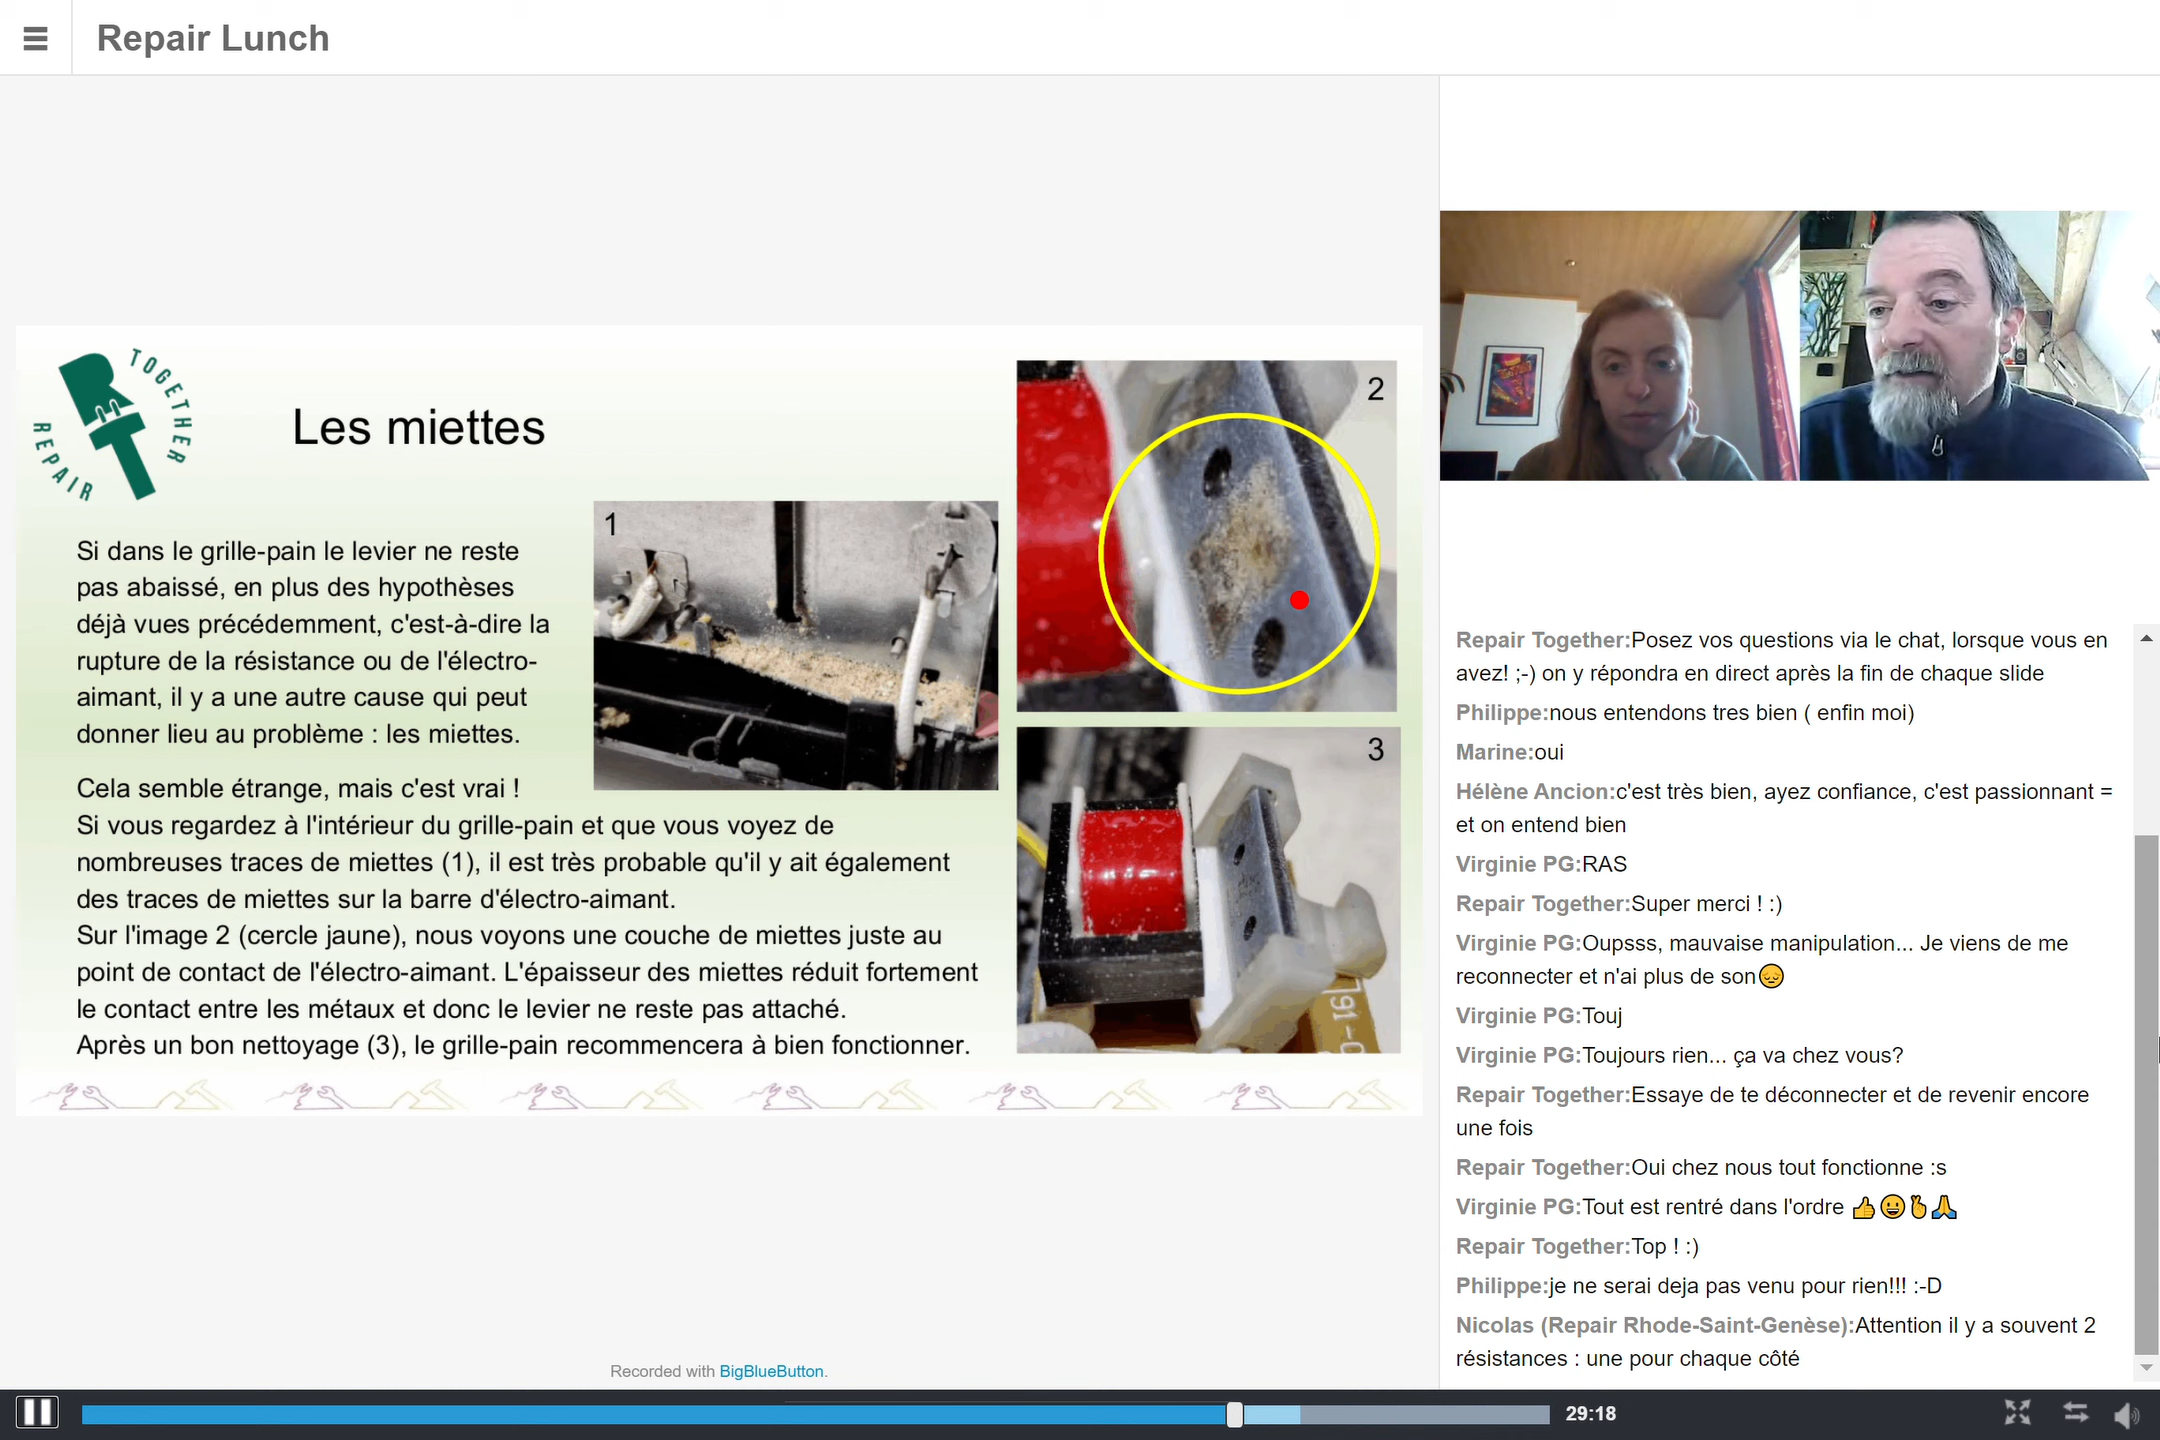 Repair Lunch
TOGETHER
REPAIR
Les miettes
1
2
3
Si dans le grille-pain le levier ne reste
pas abaissé, en plus des hypothèses
déjà vues précédemment, c'est-à-dire la
rupture de la résistance ou de l'électro-
aimant, il y a une autre cause qui peut
donner lieu au problème : les miettes.
Cela semble étrange, mais c'est vrai !
Si vous regardez à l'intérieur du grille-pain et que vous voyez de
nombreuses traces de miettes (1), il est très probable qu'il y ait également
des traces de miettes sur la barre d'électro-aimant.
Sur l'image 2 (cercle jaune), nous voyons une couche de miettes juste au
point de contact de l'électro-aimant. L'épaisseur des miettes réduit fortement
le contact entre les métaux et donc le levier ne reste pas attaché.
Après un bon nettoyage (3), le grille-pain recommencera à bien fonctionner.
Repair Together:Posez vos questions via le chat, lorsque vous en
avez! ;-) on y répondra en direct après la fin de chaque slide
Philippe:nous entendons tres bien ( enfin moi)
Marine:oui
Hélène Ancion:c'est très bien, ayez confiance, c'est passionnant =
et on entend bien
Virginie PG:RAS
Repair Together:Super merci ! :)
Virginie PG:Oupsss, mauvaise manipulation... Je viens de me
reconnecter et n'ai plus de son😔
Virginie PG:Touj
Virginie PG:Toujours rien... ça va chez vous?
Repair Together:Essaye de te déconnecter et de revenir encore
une fois
Repair Together:Oui chez nous tout fonctionne :s
Virginie PG:Tout est rentré dans l'ordre 👍😀🫰🙏
Repair Together:Top ! :)
Philippe:je ne serai deja pas venu pour rien!!! :-D
Nicolas (Repair Rhode-Saint-Genèse):Attention il y a souvent 2
résistances : une pour chaque côté
Recorded with BigBlueButton.
29:18